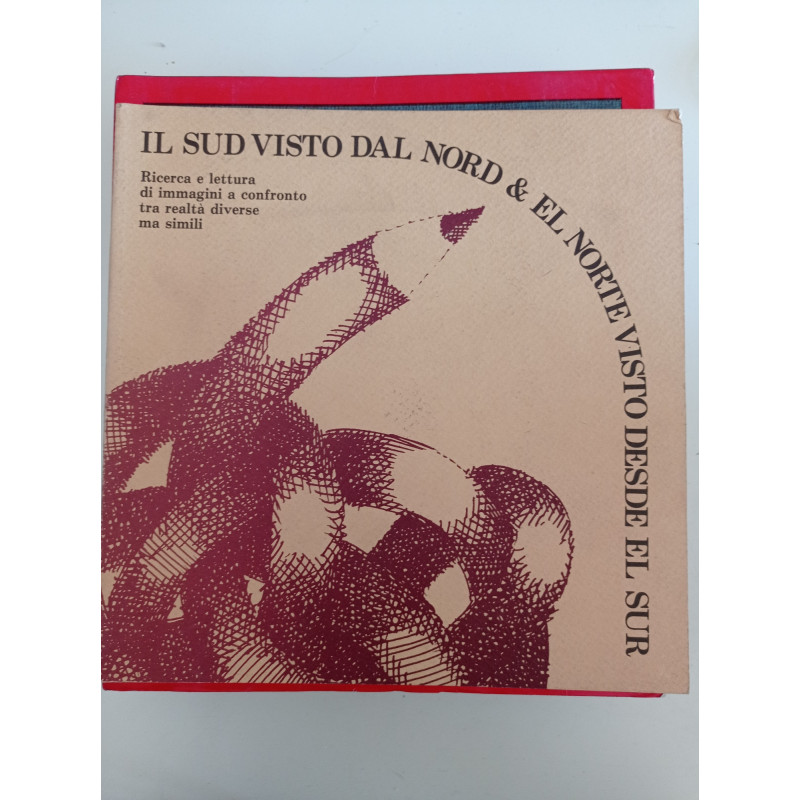 IL SUD VISTO DAL NORD & EL NORTE VISTO DESDE EL SUR
Ricerca e lettura
di immagini a confronto
tra realtà diverse
ma simili